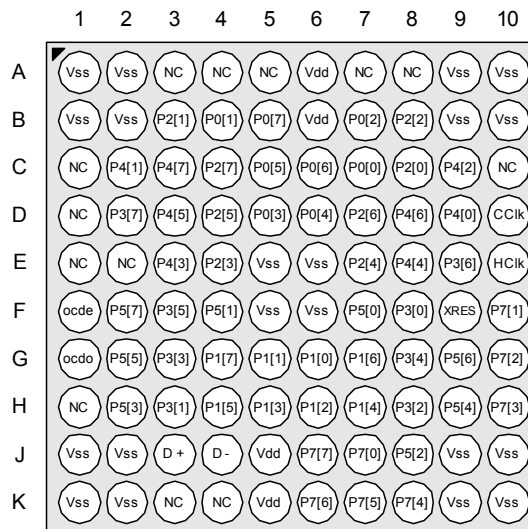 1 2 3 4 5 6 7 8 9 10
A Vss Vss NC NC NC Vdd NC NC Vss Vss
B Vss Vss P2[1] P0[1] P0[7] Vdd P0[2] P2[2] Vss Vss
C NC P4[1] P4[7] P2[7] P0[5] P0[6] P0[0] P2[0] P4[2] NC
D NC P3[7] P4[5] P2[5] P0[3] P0[4] P2[6] P4[6] P4[0] CClk
E NC NC P4[3] P2[3] Vss Vss P2[4] P4[4] P3[6] HClk
F ocde P5[7] P3[5] P5[1] Vss Vss P5[0] P3[0] XRES P7[1]
G ocdo P5[5] P3[3] P1[7] P1[1] P1[0] P1[6] P3[4] P5[6] P7[2]
H NC P5[3] P3[1] P1[5] P1[3] P1[2] P1[4] P3[2] P5[4] P7[3]
J Vss Vss D + D - Vdd P7[7] P7[0] P5[2] Vss Vss
K Vss Vss NC NC Vdd P7[6] P7[5] P7[4] Vss Vss